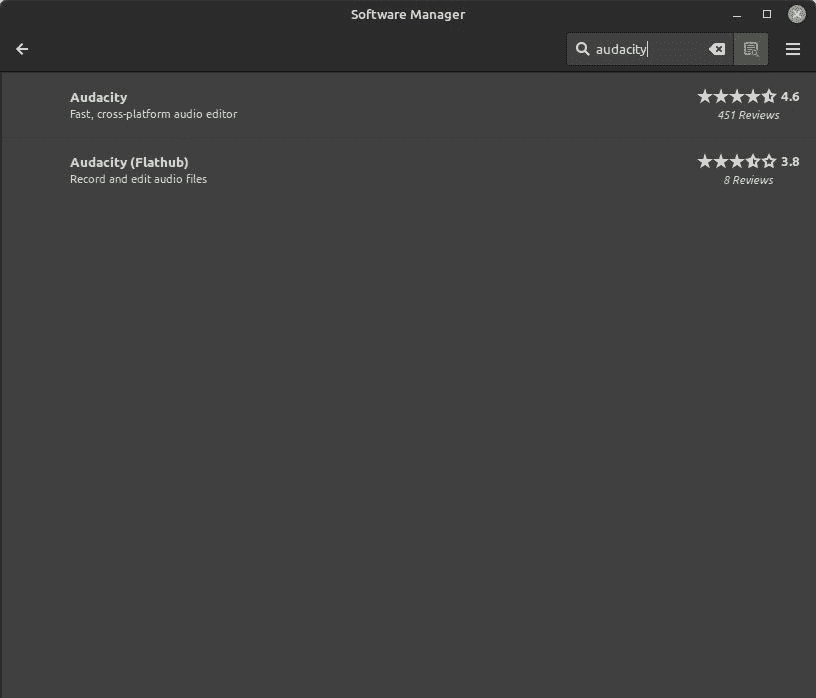 Software Manager
audacity
Audacity
4.6
Fast, cross-platform audio editor
451 Reviews
Audacity (Flathub)
3.8
Record and edit audio files
8 Reviews